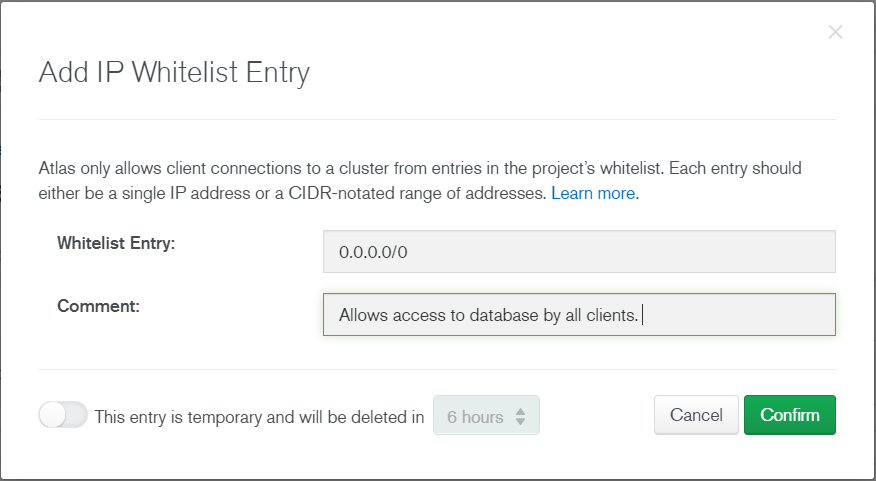 Add IP Whitelist Entry
Atlas only allows client connections to a cluster from entries in the project's whitelist. Each entry should
either be a single IP address or a CIDR-notated range of addresses. Learn more.
Whitelist Entry:
0.0.0.0/0
Comment:
Allows access to database by all clients.
This entry is temporary and will be deleted in 6 hours
Cancel
Confirm